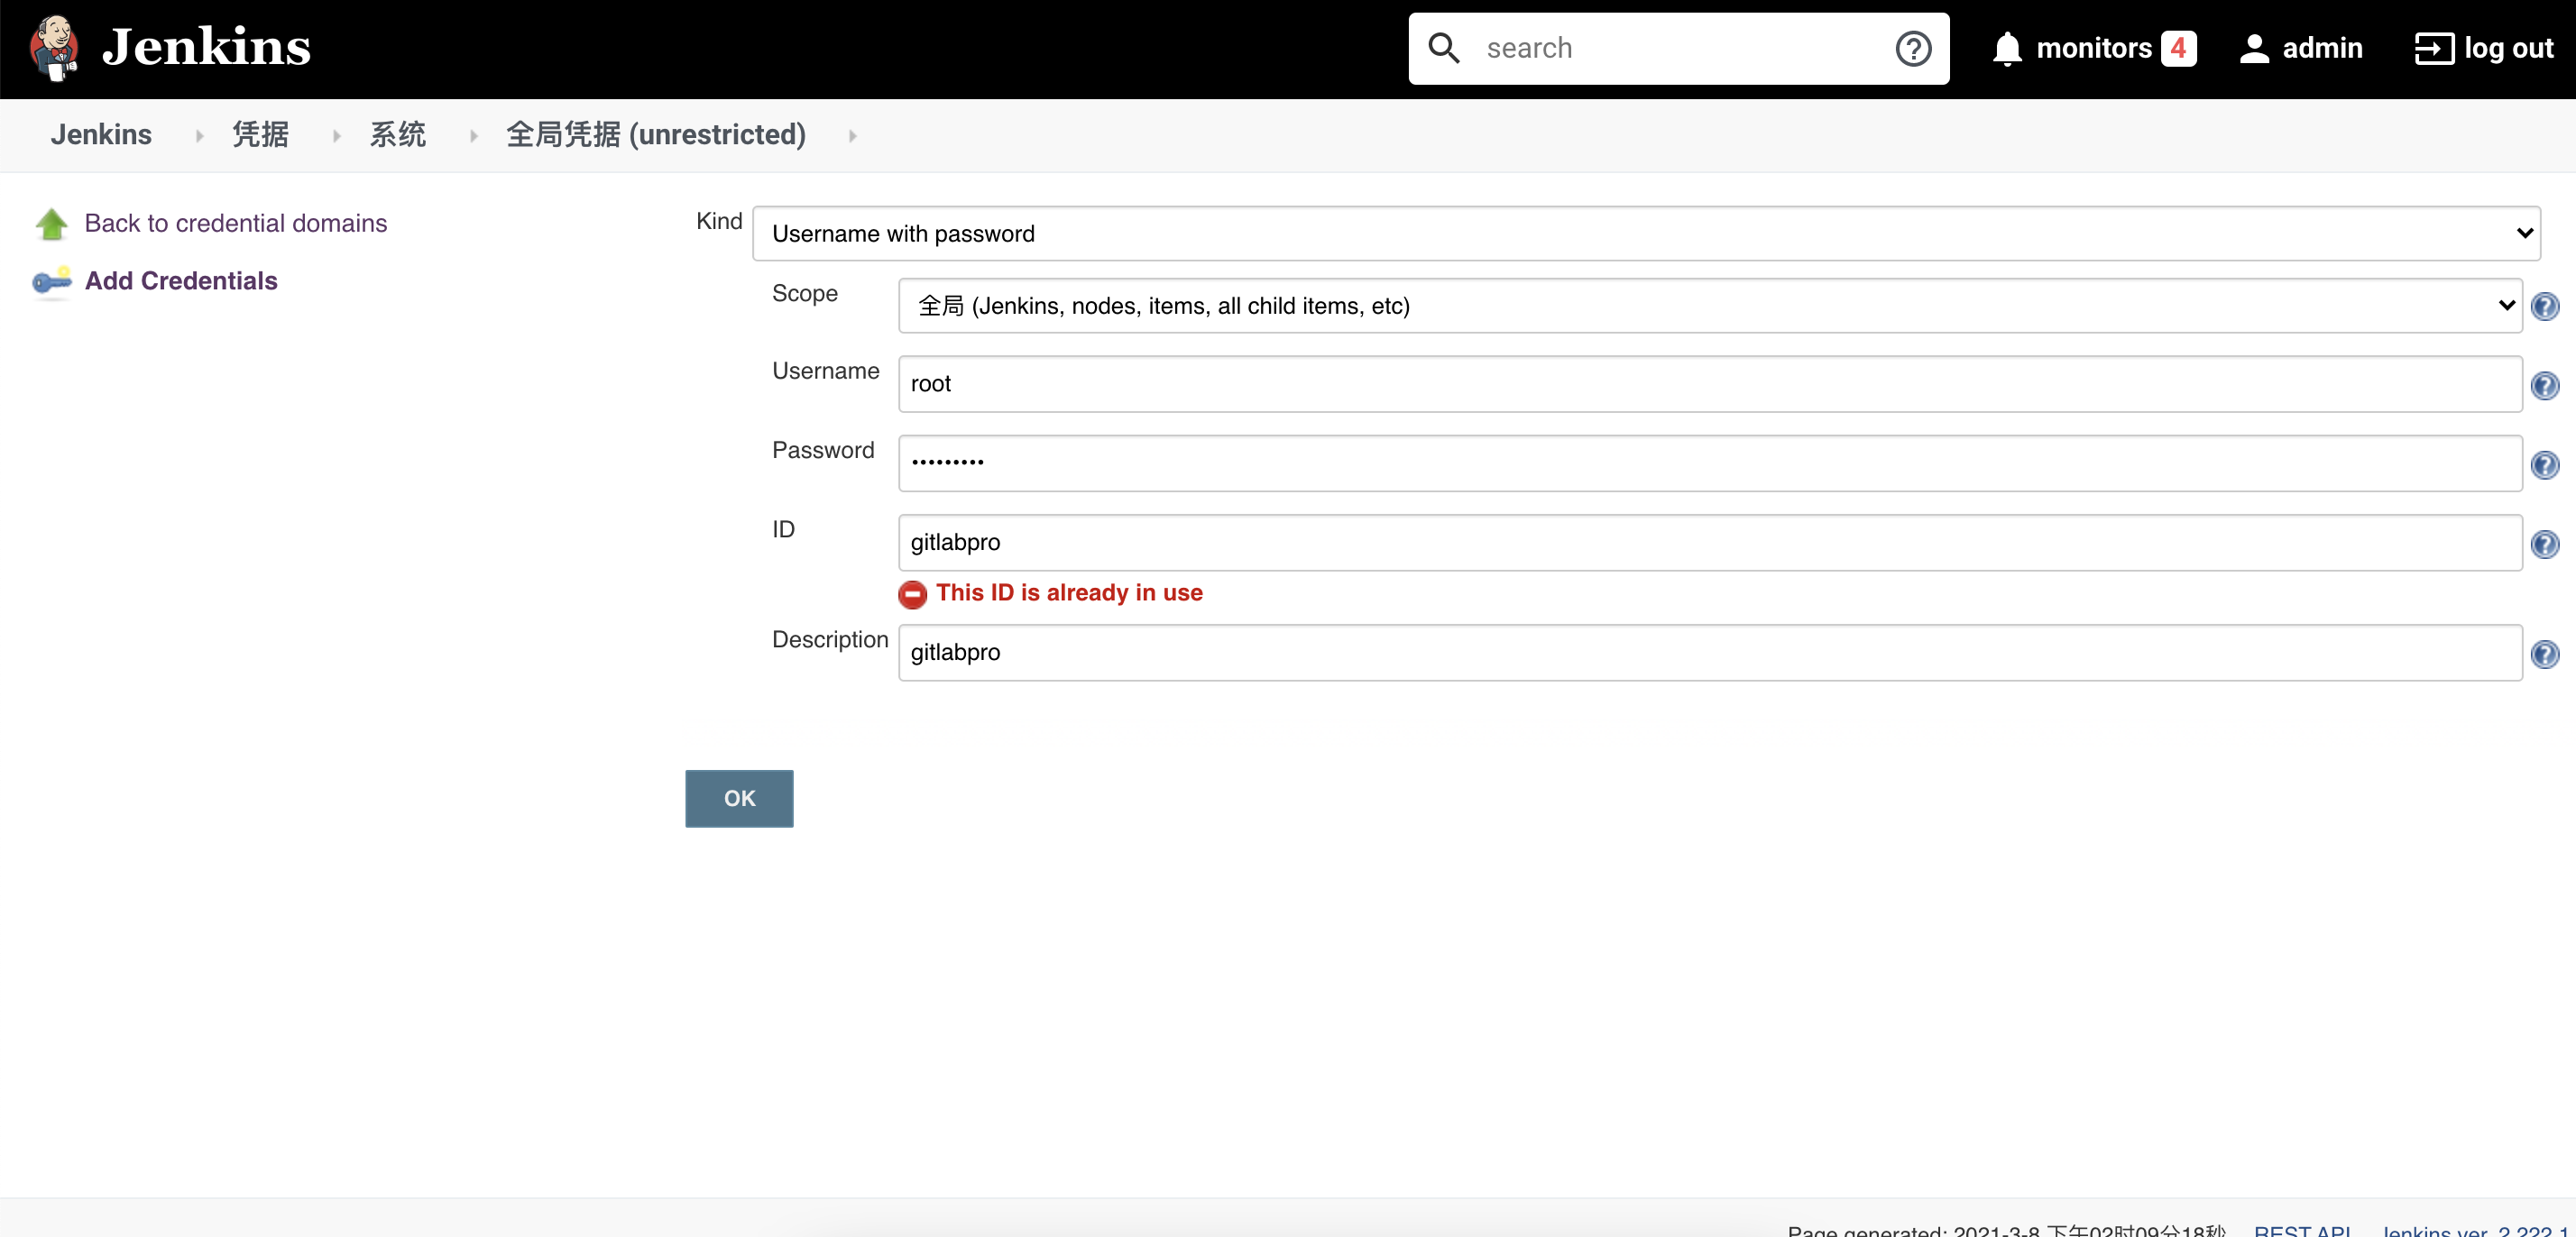 Jenkins
search
monitors 4
admin
log out
Jenkins
凭据
系统
全局凭据 (unrestricted)
Back to credential domains
Add Credentials
Kind
Username with password
Scope
全局 (Jenkins, nodes, items, all child items, etc)
Username
root
Password
•••••••••
ID
gitlabpro
This ID is already in use
Description
gitlabpro
OK
Page generated: 2021-3-8 下午02时09分18秒
REST API
Jenkins ver. 2.222.1